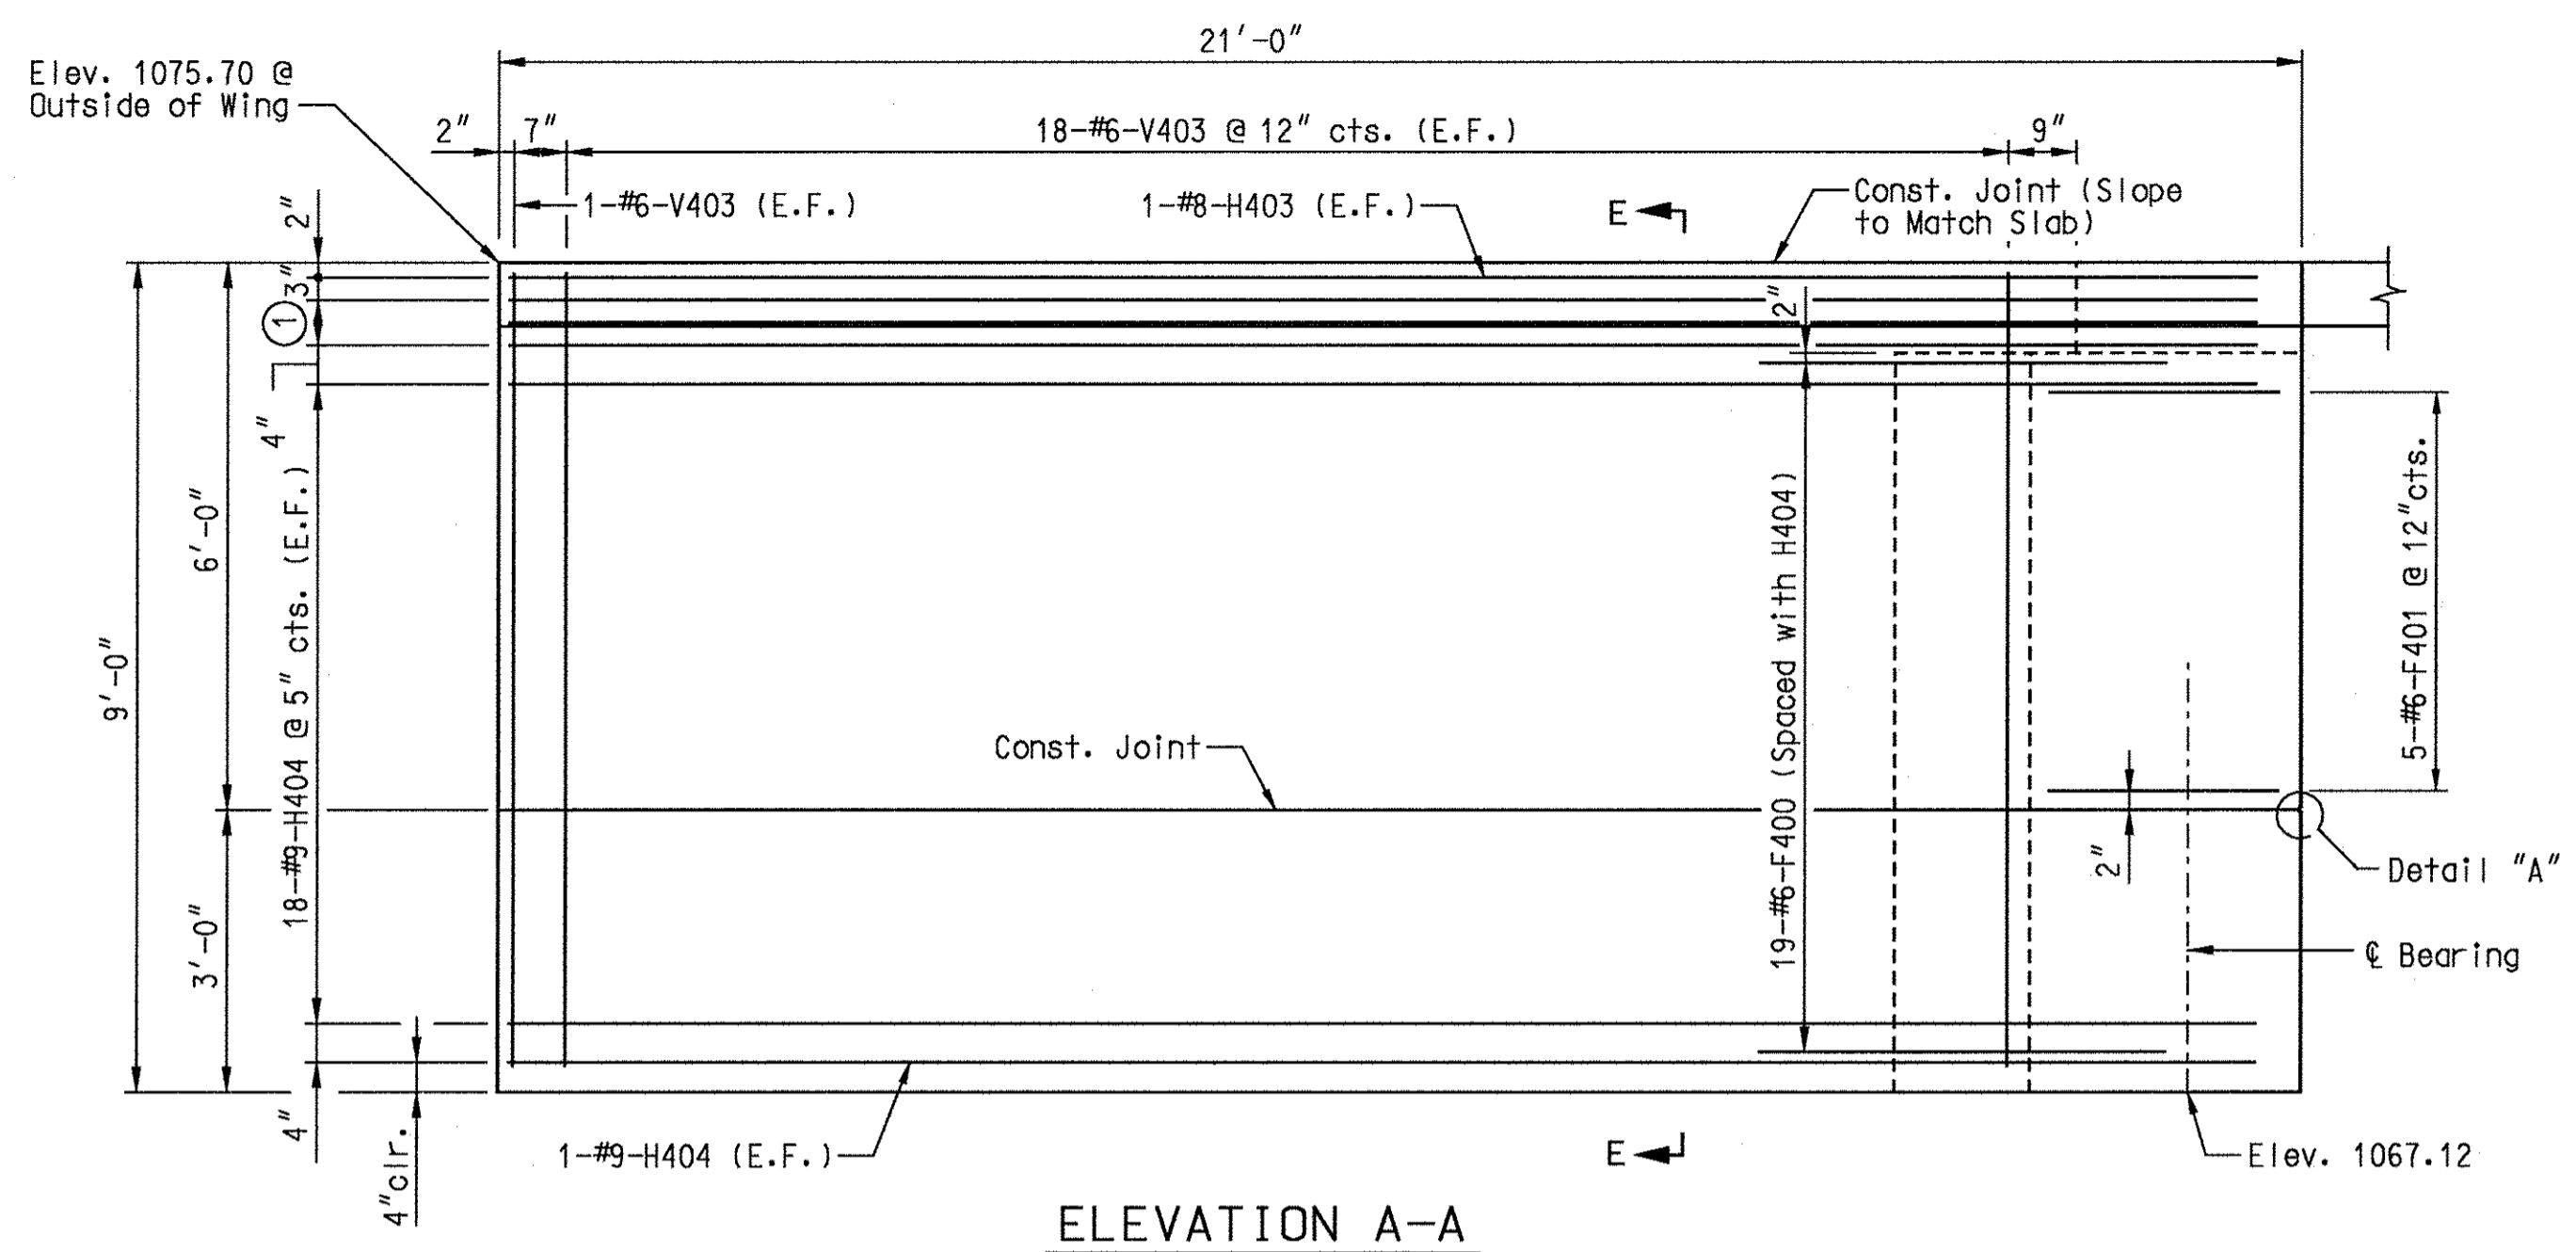 21'-0"
Elev. 1075.70 @
Outside of Wing
2"
7"
18-#6-V403 @ 12" cts. (E.F.)
9"
1-#6-V403 (E.F.)
1-#8-H403 (E.F.)
E
Const. Joint (Slope
to Match Slab)
2"
3"
1
4"
2"
18-#9-H404 @ 5" cts. (E.F.)
6'-0"
9'-0"
3'-0"
19-#6-F400 (Spaced with H404)
5-#6-F401 @ 12"cts.
Const. Joint
2"
Detail "A"
℄ Bearing
4"
4"clr.
1-#9-H404 (E.F.)
E
Elev. 1067.12
ELEVATION A-A